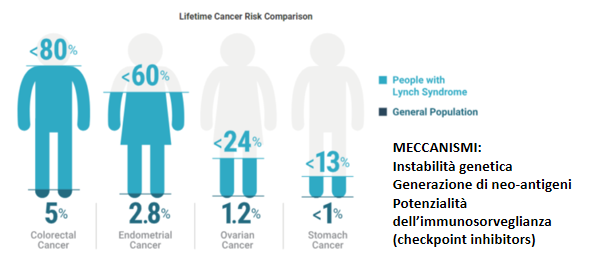 Lifetime Cancer Risk Comparison
<80%
<60%
<24%
<13%
5%
2.8%
1.2%
<1%
Colorectal
Cancer
Endometrial
Cancer
Ovarian
Cancer
Stomach
Cancer
People with
Lynch Syndrome
General Population
MECCANISMI:
Instabilità genetica
Generazione di neo-antigeni
Potenzialità
dell’immunosorveglianza
(checkpoint inhibitors)